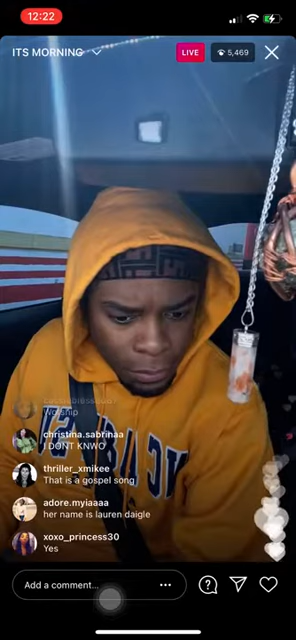 12:22
ITS MORNING
LIVE
5,469
Worship
christina.sabrinaa
I DONT KNWO
thriller_xmikee
That is a gospel song
adore.myiaaaa
her name is lauren daigle
xoxo_princess30
Yes
Add a comment...